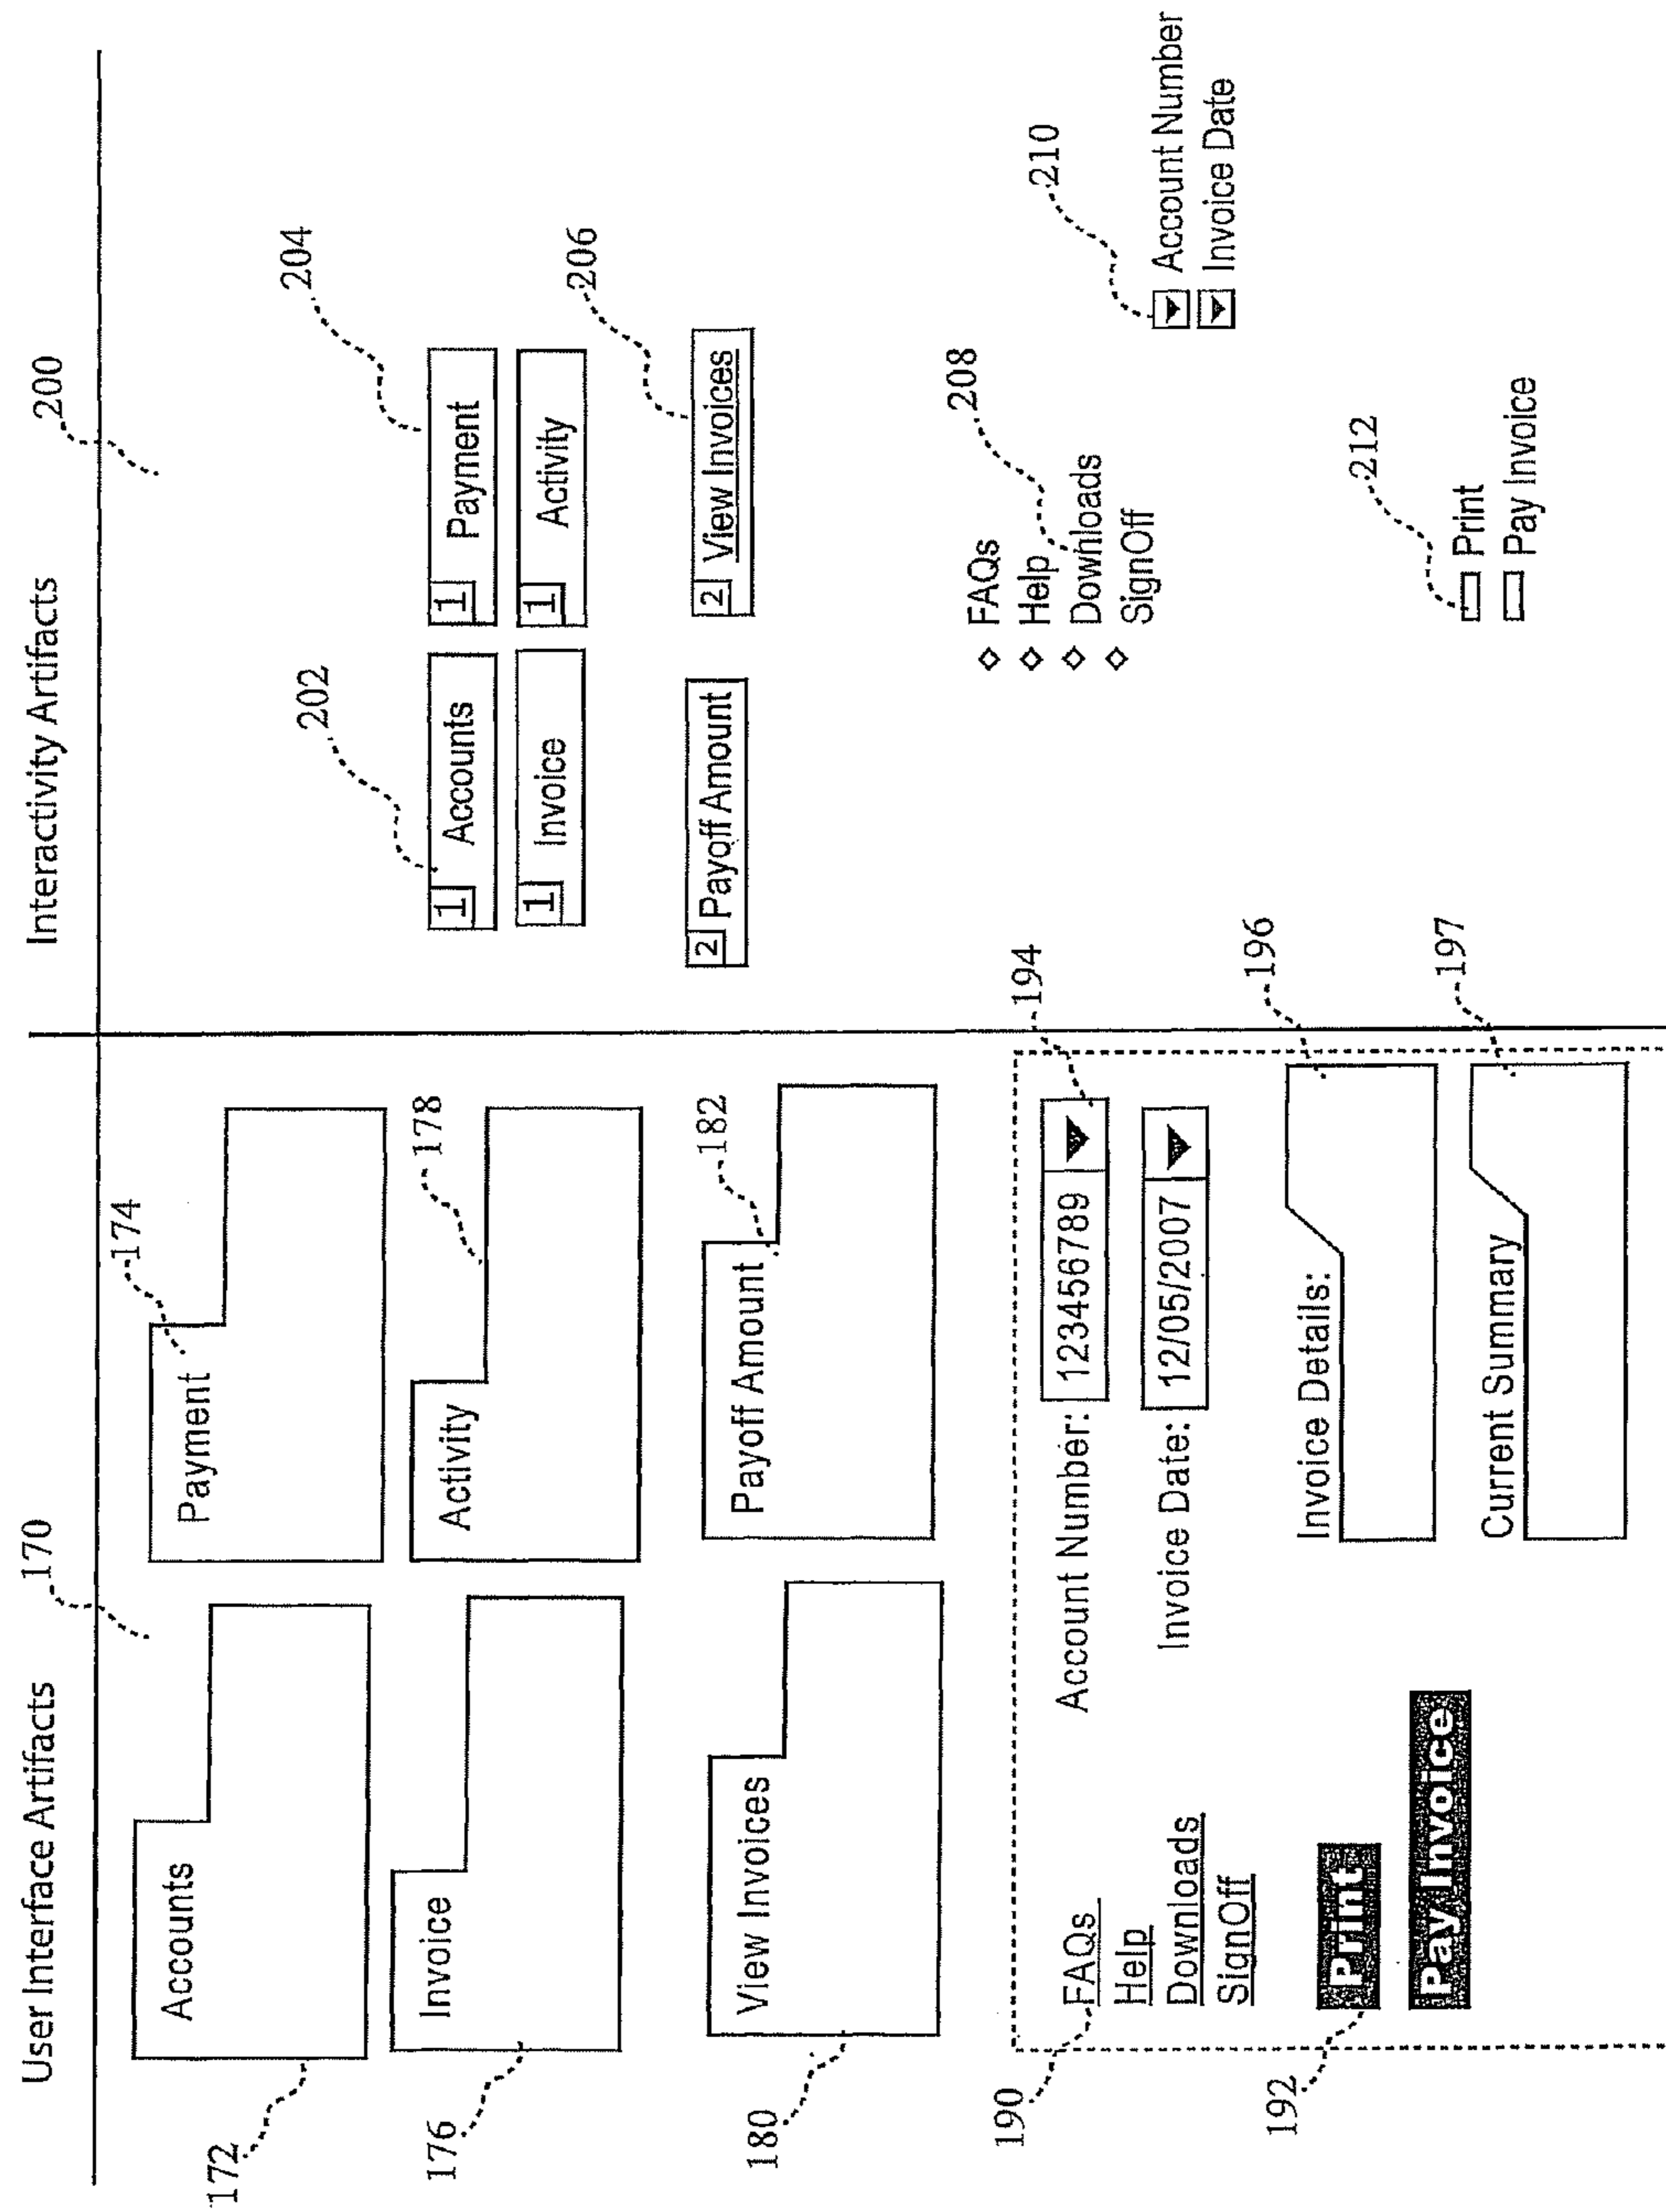 User Interface Artifacts
Interactivity Artifacts
170
200
172
Accounts
174
Payment
176
Invoice
178
Activity
180
View Invoices
182
Payoff Amount
190
FAQs
Help
Downloads
SignOff
192
Print
Pay Invoice
Account Number: 123456789
194
Invoice Date: 12/05/2007
Invoice Details:
196
Current Summary
197
202
204
1 Accounts
1 Payment
1 Invoice
1 Activity
206
2 Payoff Amount
2 View Invoices
208
FAQs
Help
Downloads
SignOff
210
Account Number
Invoice Date
212
Print
Pay Invoice